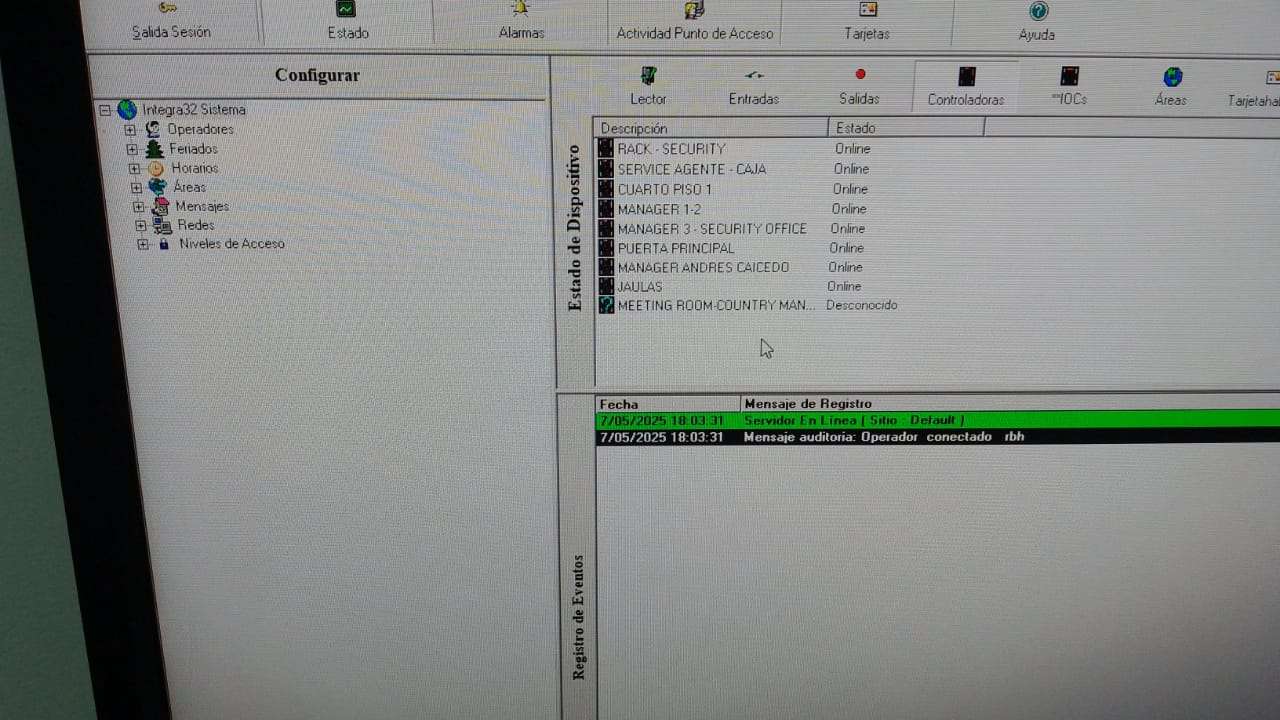 Salida Sesión
Estado
Alarmas
Actividad Punto de Acceso
Tarjetas
Ayuda
Configurar
Integra32 Sistema
Operadores
Feriados
Horarios
Áreas
Mensajes
Redes
Niveles de Acceso
Lector
Entradas
Salidas
Controladoras
IOCs
Áreas
Tarjetahal
Estado de Dispositivo
Descripción Estado
RACK - SECURITY Online
SERVICE AGENTE - CAJA Online
CUARTO PISO 1 Online
MANAGER 1-2 Online
MANAGER 3 - SECURITY OFFICE Online
PUERTA PRINCIPAL Online
MANAGER ANDRES CAICEDO Online
JAULAS Online
MEETING ROOM-COUNTRY MAN... Desconocido
Registro de Eventos
Fecha Mensaje de Registro
7/05/2025 18:03:31 Servidor En Línea ( Sitio : Default )
7/05/2025 18:03:31 Mensaje auditoria: Operador conectado rbh